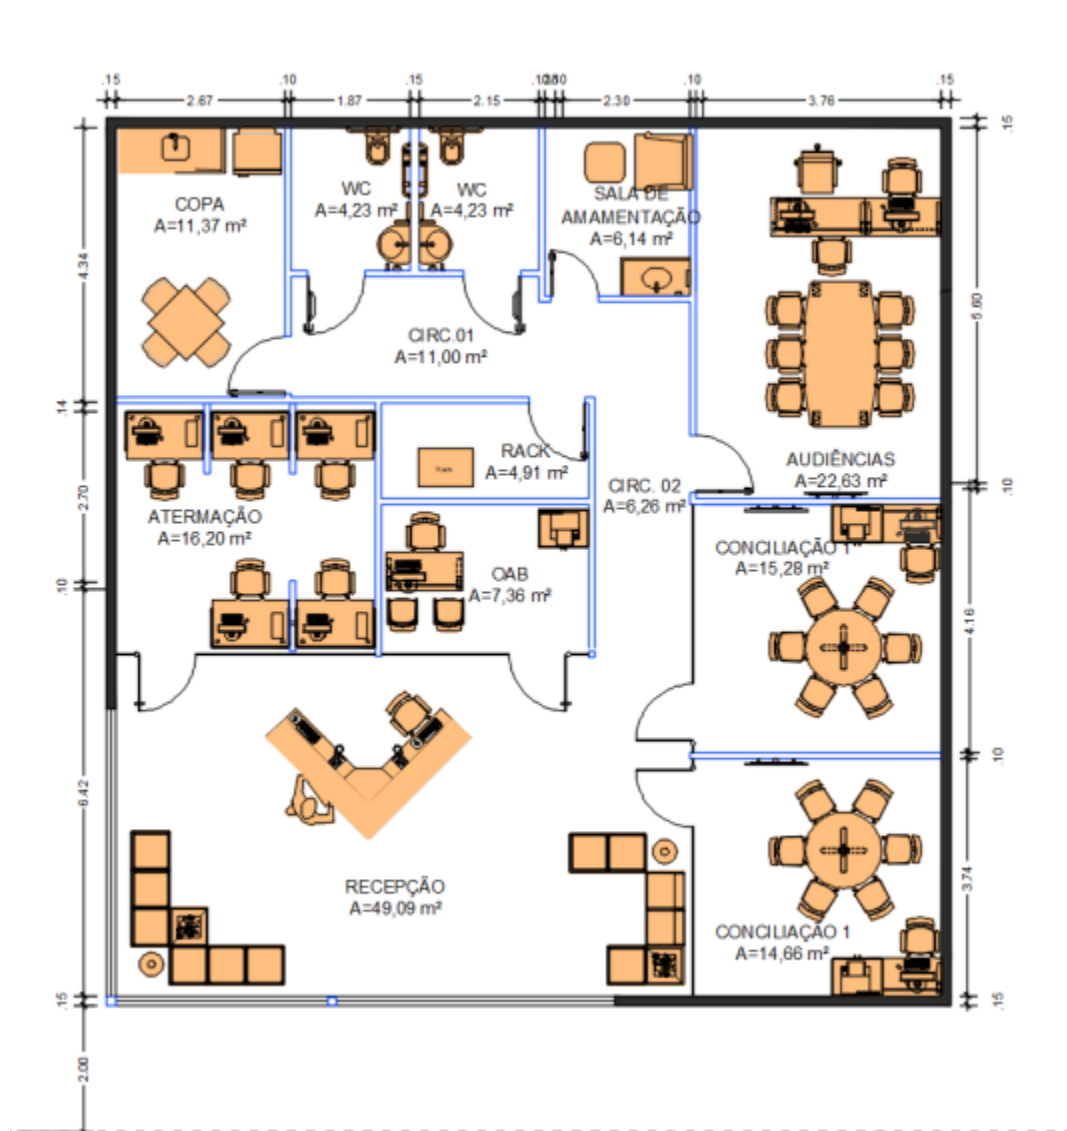 .15
.10
.15
.10
.15
2.67
1.87
2.15
2.30
3.76
.15
COPA
A=11,37 m²
WC
A=4,23 m²
WC
A=4,23 m²
SALA DE
AMAMENTAÇÃO
A=6,14 m²
4.34
5.60
CIRC.01
A=11,00 m²
.14
RACK
A=4,91 m²
AUDIÊNCIAS
A=22,63 m²
.10
CIRC. 02
A=6,26 m²
2.70
ATERMAÇÃO
A=16,20 m²
CONCILIAÇÃO 1
A=15,28 m²
OAB
A=7,36 m²
.10
4.16
.10
6.42
RECEPÇÃO
A=49,09 m²
3.74
CONCILIAÇÃO 1
A=14,66 m²
.15
.15
2.00